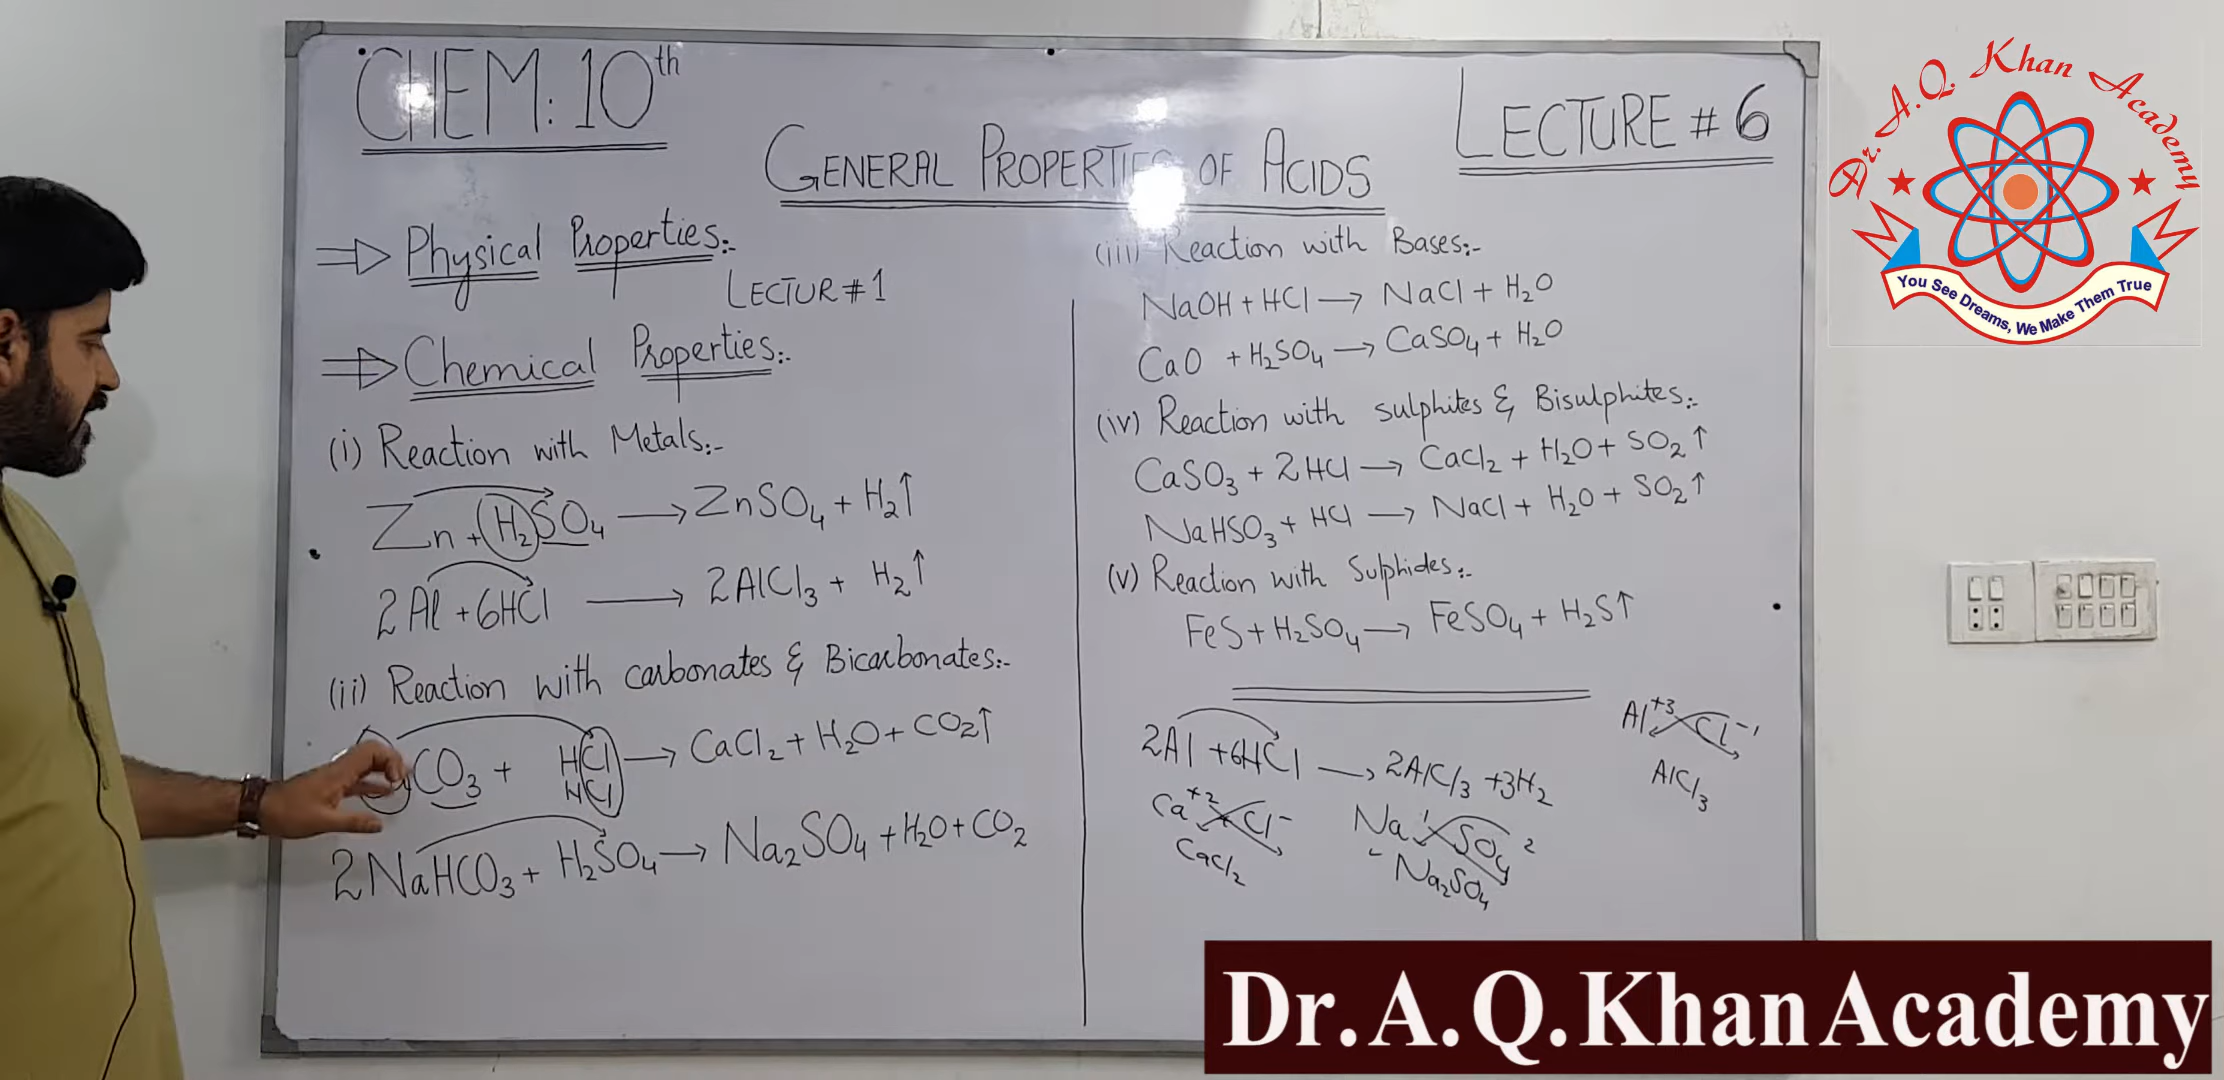 CHEM: 10th
LECTURE # 6
GENERAL PROPERTIES OF ACIDS
⇒ Physical Properties:-
LECTUR # 1
⇒ Chemical Properties:-
(i) Reaction with Metals:-
Zn + H₂SO₄ → ZnSO₄ + H₂↑
2Al + 6HCl → 2AlCl₃ + H₂↑
(ii) Reaction with carbonates & Bicarbonates:-
CO₃ + HCl → CaCl₂ + H₂O + CO₂↑
HCl
2NaHCO₃ + H₂SO₄ → Na₂SO₄ + H₂O + CO₂
(iii) Reaction with Bases:-
NaOH + HCl → NaCl + H₂O
CaO + H₂SO₄ → CaSO₄ + H₂O
(iv) Reaction with sulphites & Bisulphites:-
CaSO₃ + 2HCl → CaCl₂ + H₂O + SO₂↑
NaHSO₃ + HCl → NaCl + H₂O + SO₂↑
(v) Reaction with Sulphides:-
FeS + H₂SO₄ → FeSO₄ + H₂S↑
2Al + 6HCl → 2AlCl₃ + 3H₂
Al⁺³ Cl⁻¹
AlCl₃
Ca⁺² Cl⁻
CaCl₂
Na¹ SO₄ ²
Na₂SO₄
Dr. A.Q. Khan Academy
You See Dreams, We Make Them True
Dr. A. Q. Khan Academy